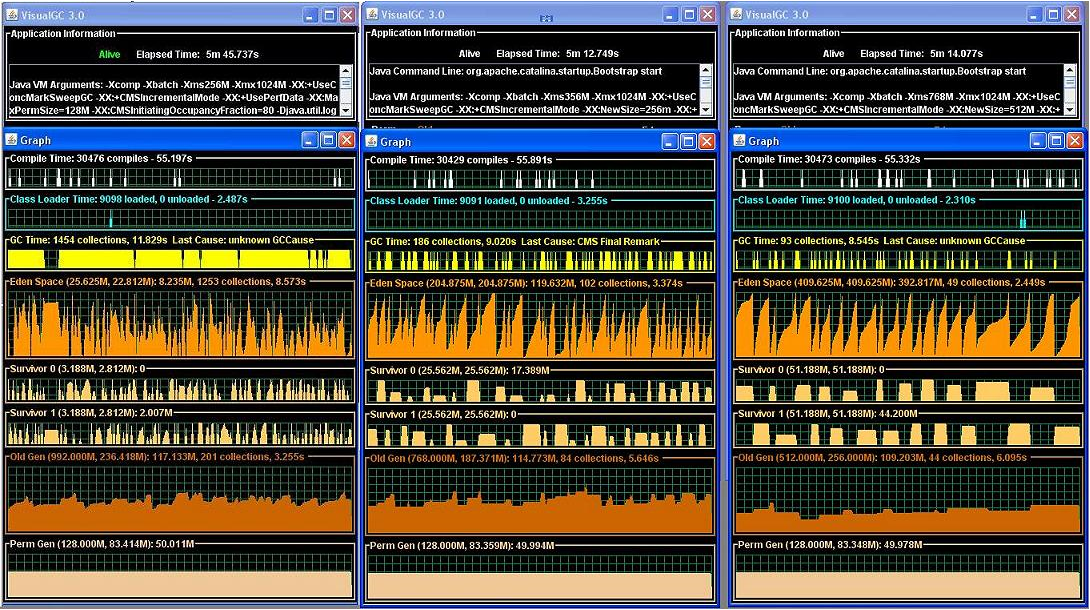 VisualGC 3.0
Application Information
Alive Elapsed Time: 5m 45.737s
Java VM Arguments: -Xcomp -Xbatch -Xms256M -Xmx1024M -XX:+UseC
oncMarkSweepGC -XX:+CMSIncrementalMode -XX:+UsePerfData -XX:Ma
xPermSize=128M -XX:CMSInitiatingOccupancyFraction=80 -Djava.util.log
Graph
Compile Time: 30476 compiles - 55.197s
Class Loader Time: 9098 loaded, 0 unloaded - 2.487s
GC Time: 1454 collections, 11.829s Last Cause: unknown GCCause
Eden Space (25.625M, 22.812M): 8.235M, 1253 collections, 8.573s
Survivor 0 (3.188M, 2.812M): 0
Survivor 1 (3.188M, 2.812M): 2.007M
Old Gen (992.000M, 236.418M): 117.133M, 201 collections, 3.255s
Perm Gen (128.000M, 83.414M): 50.011M
VisualGC 3.0
Application Information
Alive Elapsed Time: 5m 12.749s
Java Command Line: org.apache.catalina.startup.Bootstrap start
Java VM Arguments: -Xcomp -Xbatch -Xms356M -Xmx1024M -XX:+UseC
oncMarkSweepGC -XX:+CMSIncrementalMode -XX:NewSize=256m -XX:+
Graph
Compile Time: 30429 compiles - 55.891s
Class Loader Time: 9091 loaded, 0 unloaded - 3.255s
GC Time: 186 collections, 9.020s Last Cause: CMS Final Remark
Eden Space (204.875M, 204.875M): 119.632M, 102 collections, 3.374s
Survivor 0 (25.562M, 25.562M): 17.389M
Survivor 1 (25.562M, 25.562M): 0
Old Gen (768.000M, 187.371M): 114.773M, 84 collections, 5.646s
Perm Gen (128.000M, 83.359M): 49.994M
VisualGC 3.0
Application Information
Alive Elapsed Time: 5m 14.077s
Java Command Line: org.apache.catalina.startup.Bootstrap start
Java VM Arguments: -Xcomp -Xbatch -Xms768M -Xmx1024M -XX:+UseC
oncMarkSweepGC -XX:+CMSIncrementalMode -XX:NewSize=512M -XX:+
Graph
Compile Time: 30473 compiles - 55.332s
Class Loader Time: 9100 loaded, 0 unloaded - 2.310s
GC Time: 93 collections, 8.545s Last Cause: unknown GCCause
Eden Space (409.625M, 409.625M): 392.817M, 49 collections, 2.449s
Survivor 0 (51.188M, 51.188M): 0
Survivor 1 (51.188M, 51.188M): 44.200M
Old Gen (512.000M, 256.000M): 109.203M, 44 collections, 6.095s
Perm Gen (128.000M, 83.348M): 49.978M